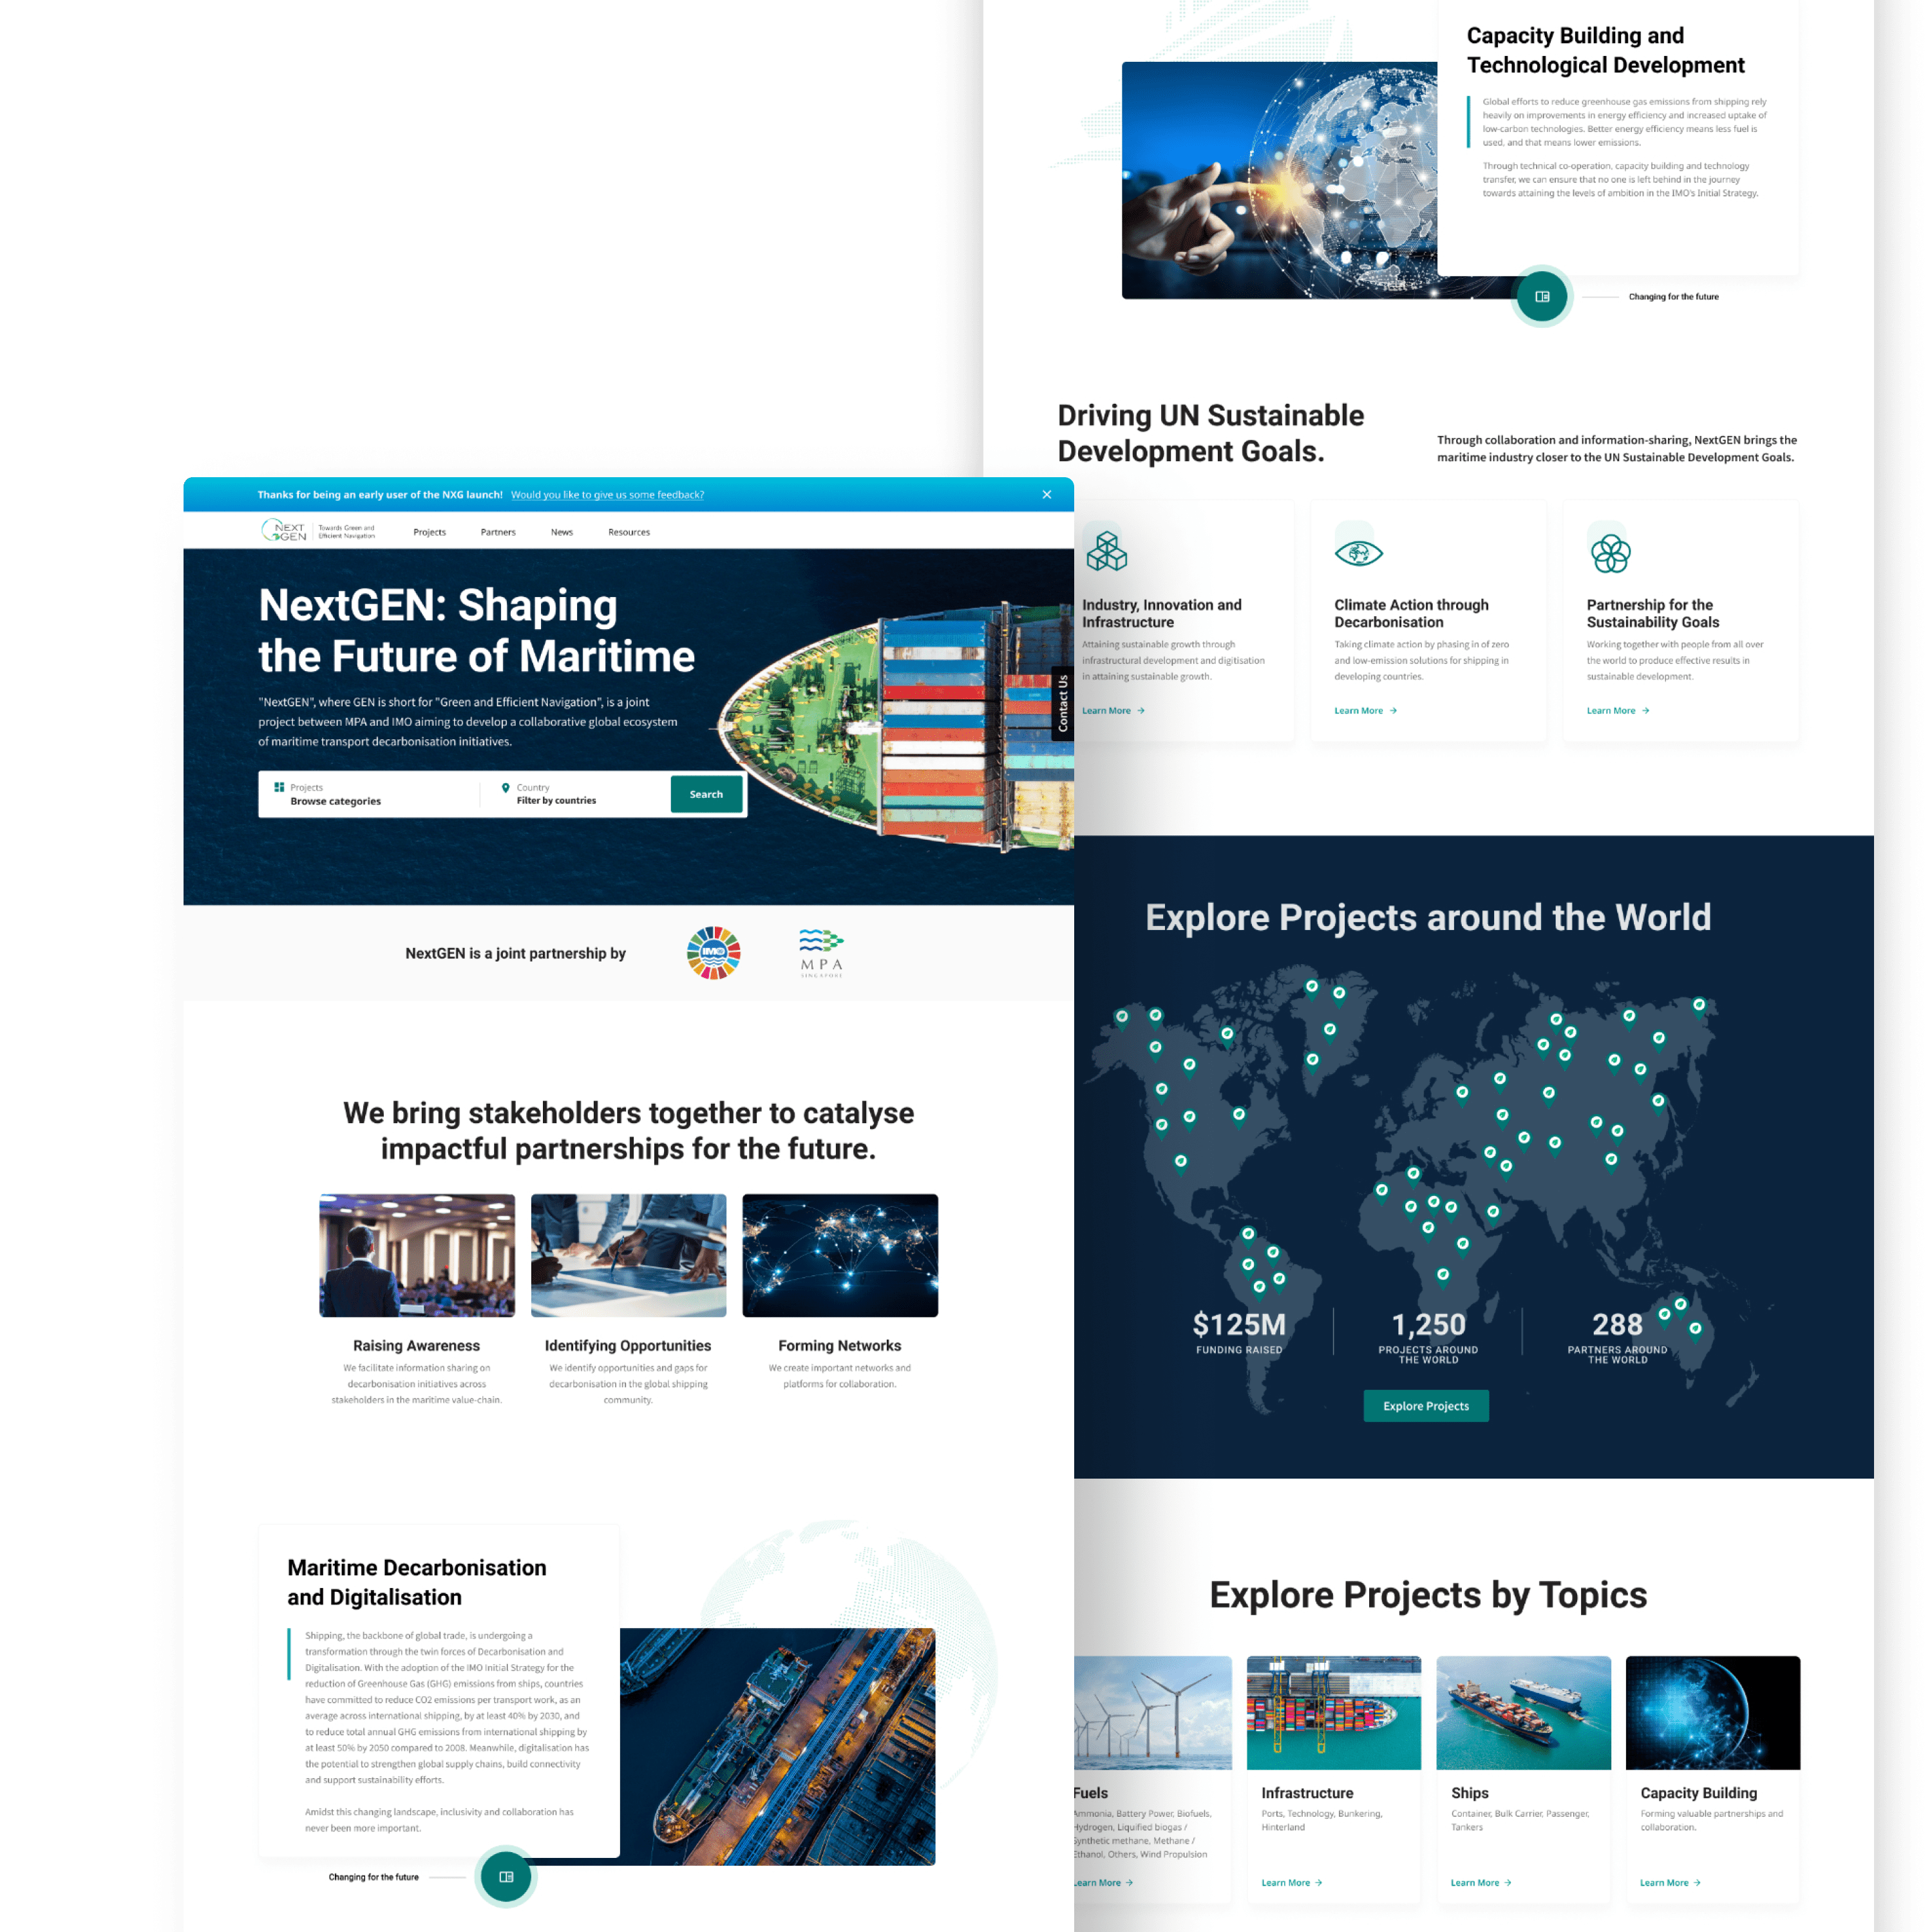 Thanks for being an early user of the NXG launch! Would you like to give us some feedback?
NEXT
GEN
Towards Green and
Efficient Navigation
Projects
Partners
News
Resources
NextGEN: Shaping
the Future of Maritime
"NextGEN", where GEN is short for "Green and Efficient Navigation", is a joint
project between MPA and IMO aiming to develop a collaborative global ecosystem
of maritime transport decarbonisation initiatives.
Projects
Browse categories
Country
Filter by countries
Search
Contact Us
NextGEN is a joint partnership by
IMO
MPA
SINGAPORE
We bring stakeholders together to catalyse
impactful partnerships for the future.
Raising Awareness
We facilitate information sharing on
decarbonisation initiatives across
stakeholders in the maritime value-chain.
Identifying Opportunities
We identify opportunities and gaps for
decarbonisation in the global shipping
community.
Forming Networks
We create important networks and
platforms for collaboration.
Maritime Decarbonisation
and Digitalisation
Shipping, the backbone of global trade, is undergoing a
transformation through the twin forces of Decarbonisation and
Digitalisation. With the adoption of the IMO Initial Strategy for the
reduction of Greenhouse Gas (GHG) emissions from ships, countries
have committed to reduce CO2 emissions per transport work, as an
average across international shipping, by at least 40% by 2030, and
to reduce total annual GHG emissions from international shipping by
at least 50% by 2050 compared to 2008. Meanwhile, digitalisation has
the potential to strengthen global supply chains, build connectivity
and support sustainability efforts.
Amidst this changing landscape, inclusivity and collaboration has
never been more important.
Changing for the future
Capacity Building and
Technological Development
Global efforts to reduce greenhouse gas emissions from shipping rely
heavily on improvements in energy efficiency and increased uptake of
low-carbon technologies. Better energy efficiency means less fuel is
used, and that means lower emissions.
Through technical co-operation, capacity building and technology
transfer, we can ensure that no one is left behind in the journey
towards attaining the levels of ambition in the IMO's Initial Strategy.
Changing for the future
Driving UN Sustainable
Development Goals.
Through collaboration and information-sharing, NextGEN brings the
maritime industry closer to the UN Sustainable Development Goals.
Industry, Innovation and
Infrastructure
Attaining sustainable growth through
infrastructural development and digitisation
in attaining sustainable growth.
Learn More
Climate Action through
Decarbonisation
Taking climate action by phasing in of zero
and low-emission solutions for shipping in
developing countries.
Learn More
Partnership for the
Sustainability Goals
Working together with people from all over
the world to produce effective results in
sustainable development.
Learn More
Explore Projects around the World
$125M
FUNDING RAISED
1,250
PROJECTS AROUND
THE WORLD
288
PARTNERS AROUND
THE WORLD
Explore Projects
Explore Projects by Topics
Fuels
Ammonia, Battery Power, Biofuels,
Hydrogen, Liquified biogas /
Synthetic methane, Methane /
Ethanol, Others, Wind Propulsion
Learn More
Infrastructure
Ports, Technology, Bunkering,
Hinterland
Learn More
Ships
Container, Bulk Carrier, Passenger,
Tankers
Learn More
Capacity Building
Forming valuable partnerships and
collaboration.
Learn More